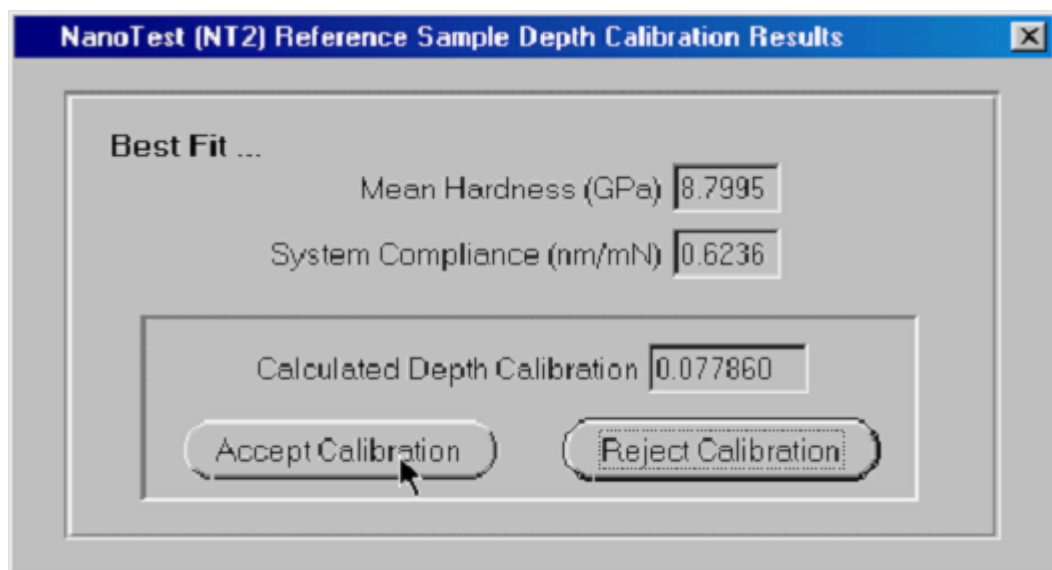 NanoTest (NT2) Reference Sample Depth Calibration Results
Best Fit ...
Mean Hardness (GPa) 8.7995
System Compliance (nm/mN) 0.6236
Calculated Depth Calibration 0.077860
Accept Calibration Reject Calibration